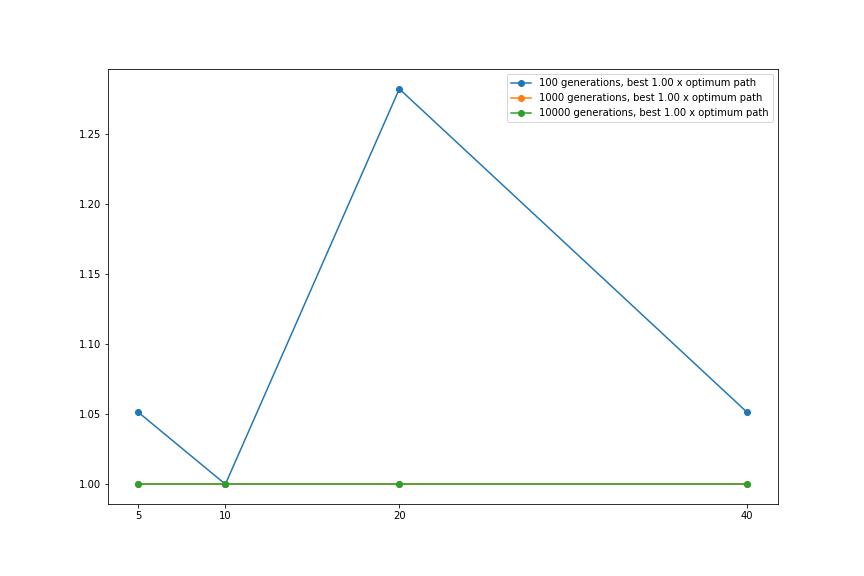 100 generations, best 1.00 x optimum path
1000 generations, best 1.00 x optimum path
10000 generations, best 1.00 x optimum path
1.25
1.20
1.15
1.10
1.05
1.00
5 10 20 40